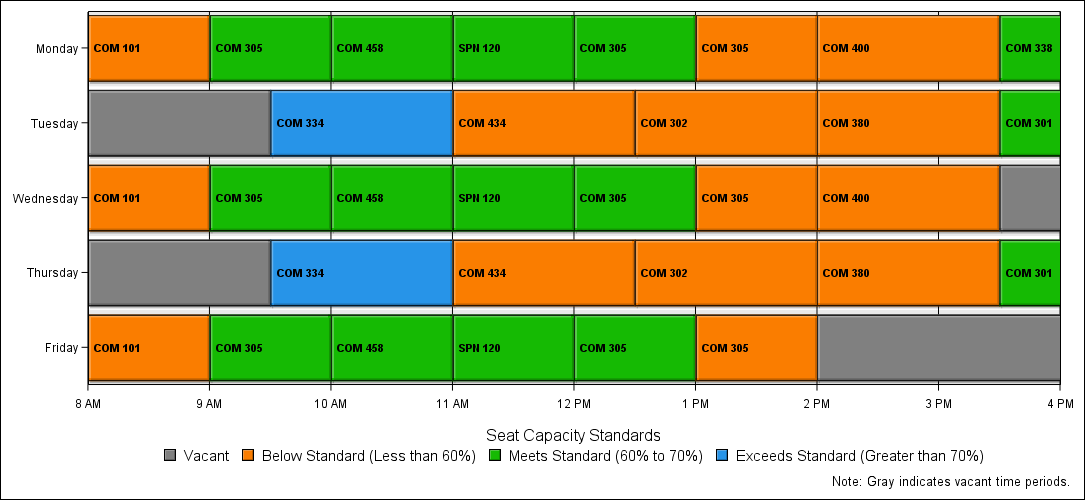 Monday COM 101 COM 305 COM 458 SPN 120 COM 305 COM 305 COM 400 COM 338
Tuesday COM 334 COM 434 COM 302 COM 380 COM 301
Wednesday COM 101 COM 305 COM 458 SPN 120 COM 305 COM 305 COM 400
Thursday COM 334 COM 434 COM 302 COM 380 COM 301
Friday COM 101 COM 305 COM 458 SPN 120 COM 305 COM 305
8 AM 9 AM 10 AM 11 AM 12 PM 1 PM 2 PM 3 PM 4 PM
Seat Capacity Standards
Vacant Below Standard (Less than 60%) Meets Standard (60% to 70%) Exceeds Standard (Greater than 70%)
Note: Gray indicates vacant time periods.